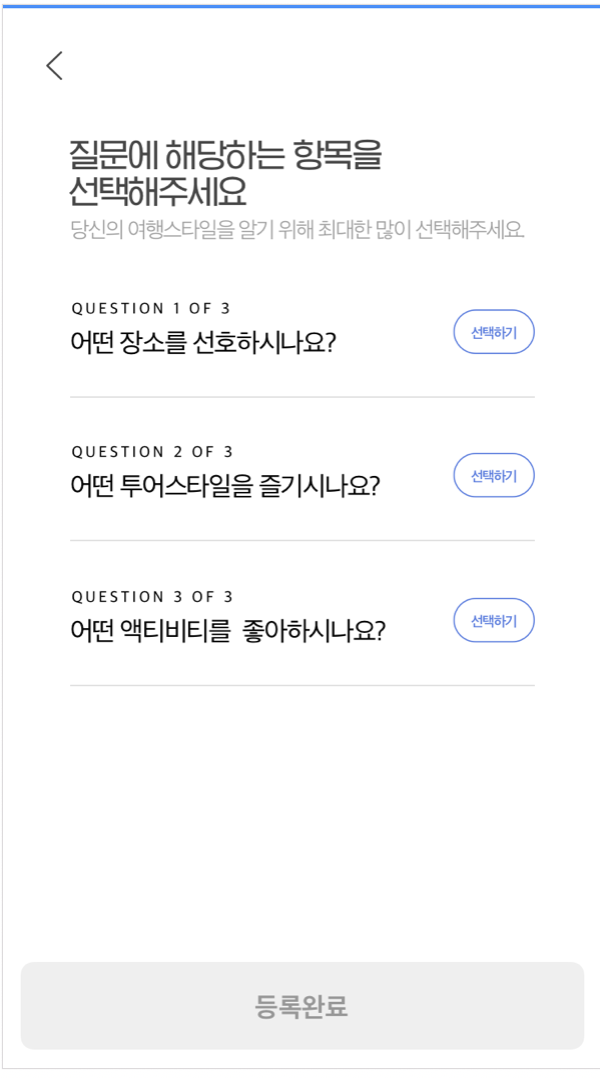 질문에 해당하는 항목을
선택해주세요
당신의 여행스타일을 알기 위해 최대한 많이 선택해주세요.
QUESTION 1 OF 3
어떤 장소를 선호하시나요?
선택하기
QUESTION 2 OF 3
어떤 투어스타일을 즐기시나요?
선택하기
QUESTION 3 OF 3
어떤 액티비티를  좋아하시나요?
선택하기
등록완료